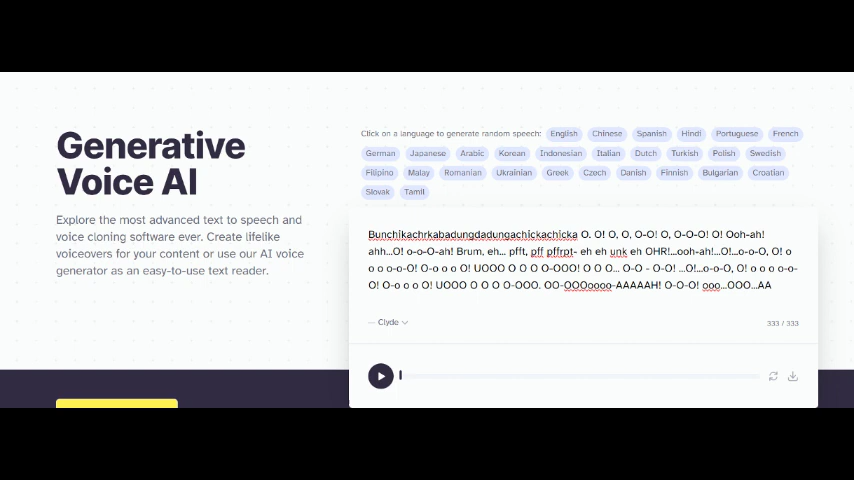 Generative
Voice AI
Explore the most advanced text to speech and
voice cloning software ever. Create lifelike
voiceovers for your content or use our AI voice
generator as an easy-to-use text reader.
Click on a language to generate random speech: English Chinese Spanish Hindi Portuguese French
German Japanese Arabic Korean Indonesian Italian Dutch Turkish Polish Swedish
Filipino Malay Romanian Ukrainian Greek Czech Danish Finnish Bulgarian Croatian
Slovak Tamil
Bunchikachrkabadungdadungachickachicka O. O! O, O, O-O! O, O-O-O! O! Ooh-ah!
ahh...O! o-o-O-ah! Brum, eh... pfft, pff pffrpt- eh eh unk eh OHR!...ooh-ah!...O!...o-o-O, O! o
o o o-o-O! O-o o o O! UOOO O O O O-OOO! O O O... O-O - O-O! ...O!...o-o-O, O! o o o o-o-
O! O-o o o O! UOOO O O O O-OOO. OO-OOOoooo-AAAAAH! O-O-O! ooo...OOO...AA
— Clyde
333 / 333